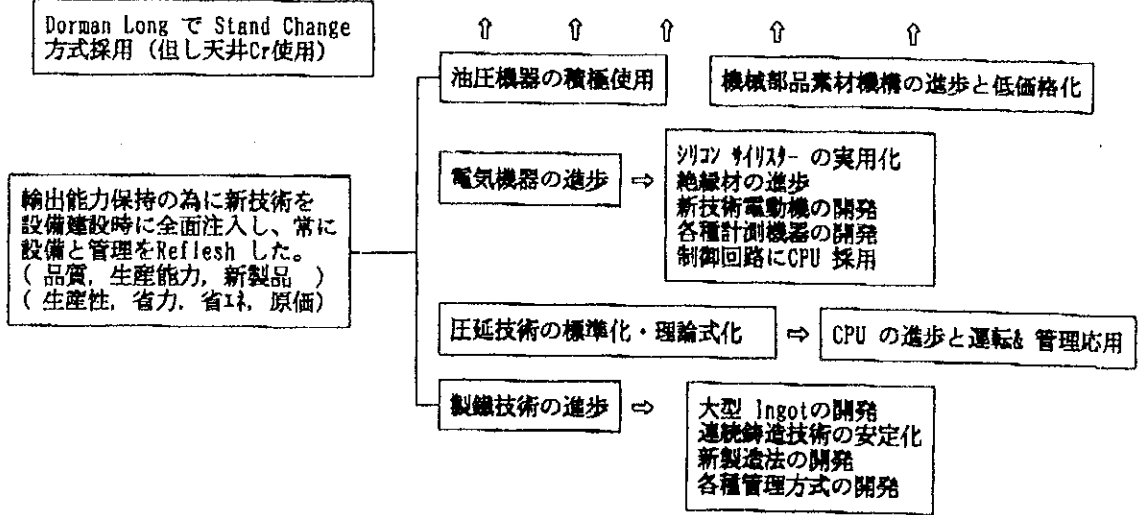 Dorman Long で Stand Change
方式採用（但し天井Cr使用）
⇧ ⇧ ⇧ ⇧ ⇧
油圧機器の積極使用
機械部品素材機構の進歩と低価格化
電気機器の進歩 ⇨
シリコン サイリスター の実用化
絶縁材の進歩
新技術電動機の開発
各種計測機器の開発
制御回路にCPU 採用
輸出能力保持の為に新技術を
設備建設時に全面注入し、常に
設備と管理をReflesh した。
( 品質, 生産能力, 新製品 )
( 生産性, 省力, 省エネ, 原価)
圧延技術の標準化・理論式化 ⇨ CPU の進歩と運転& 管理応用
製鐵技術の進歩 ⇨
大型 Ingotの開発
連続鋳造技術の安定化
新製造法の開発
各種管理方式の開発